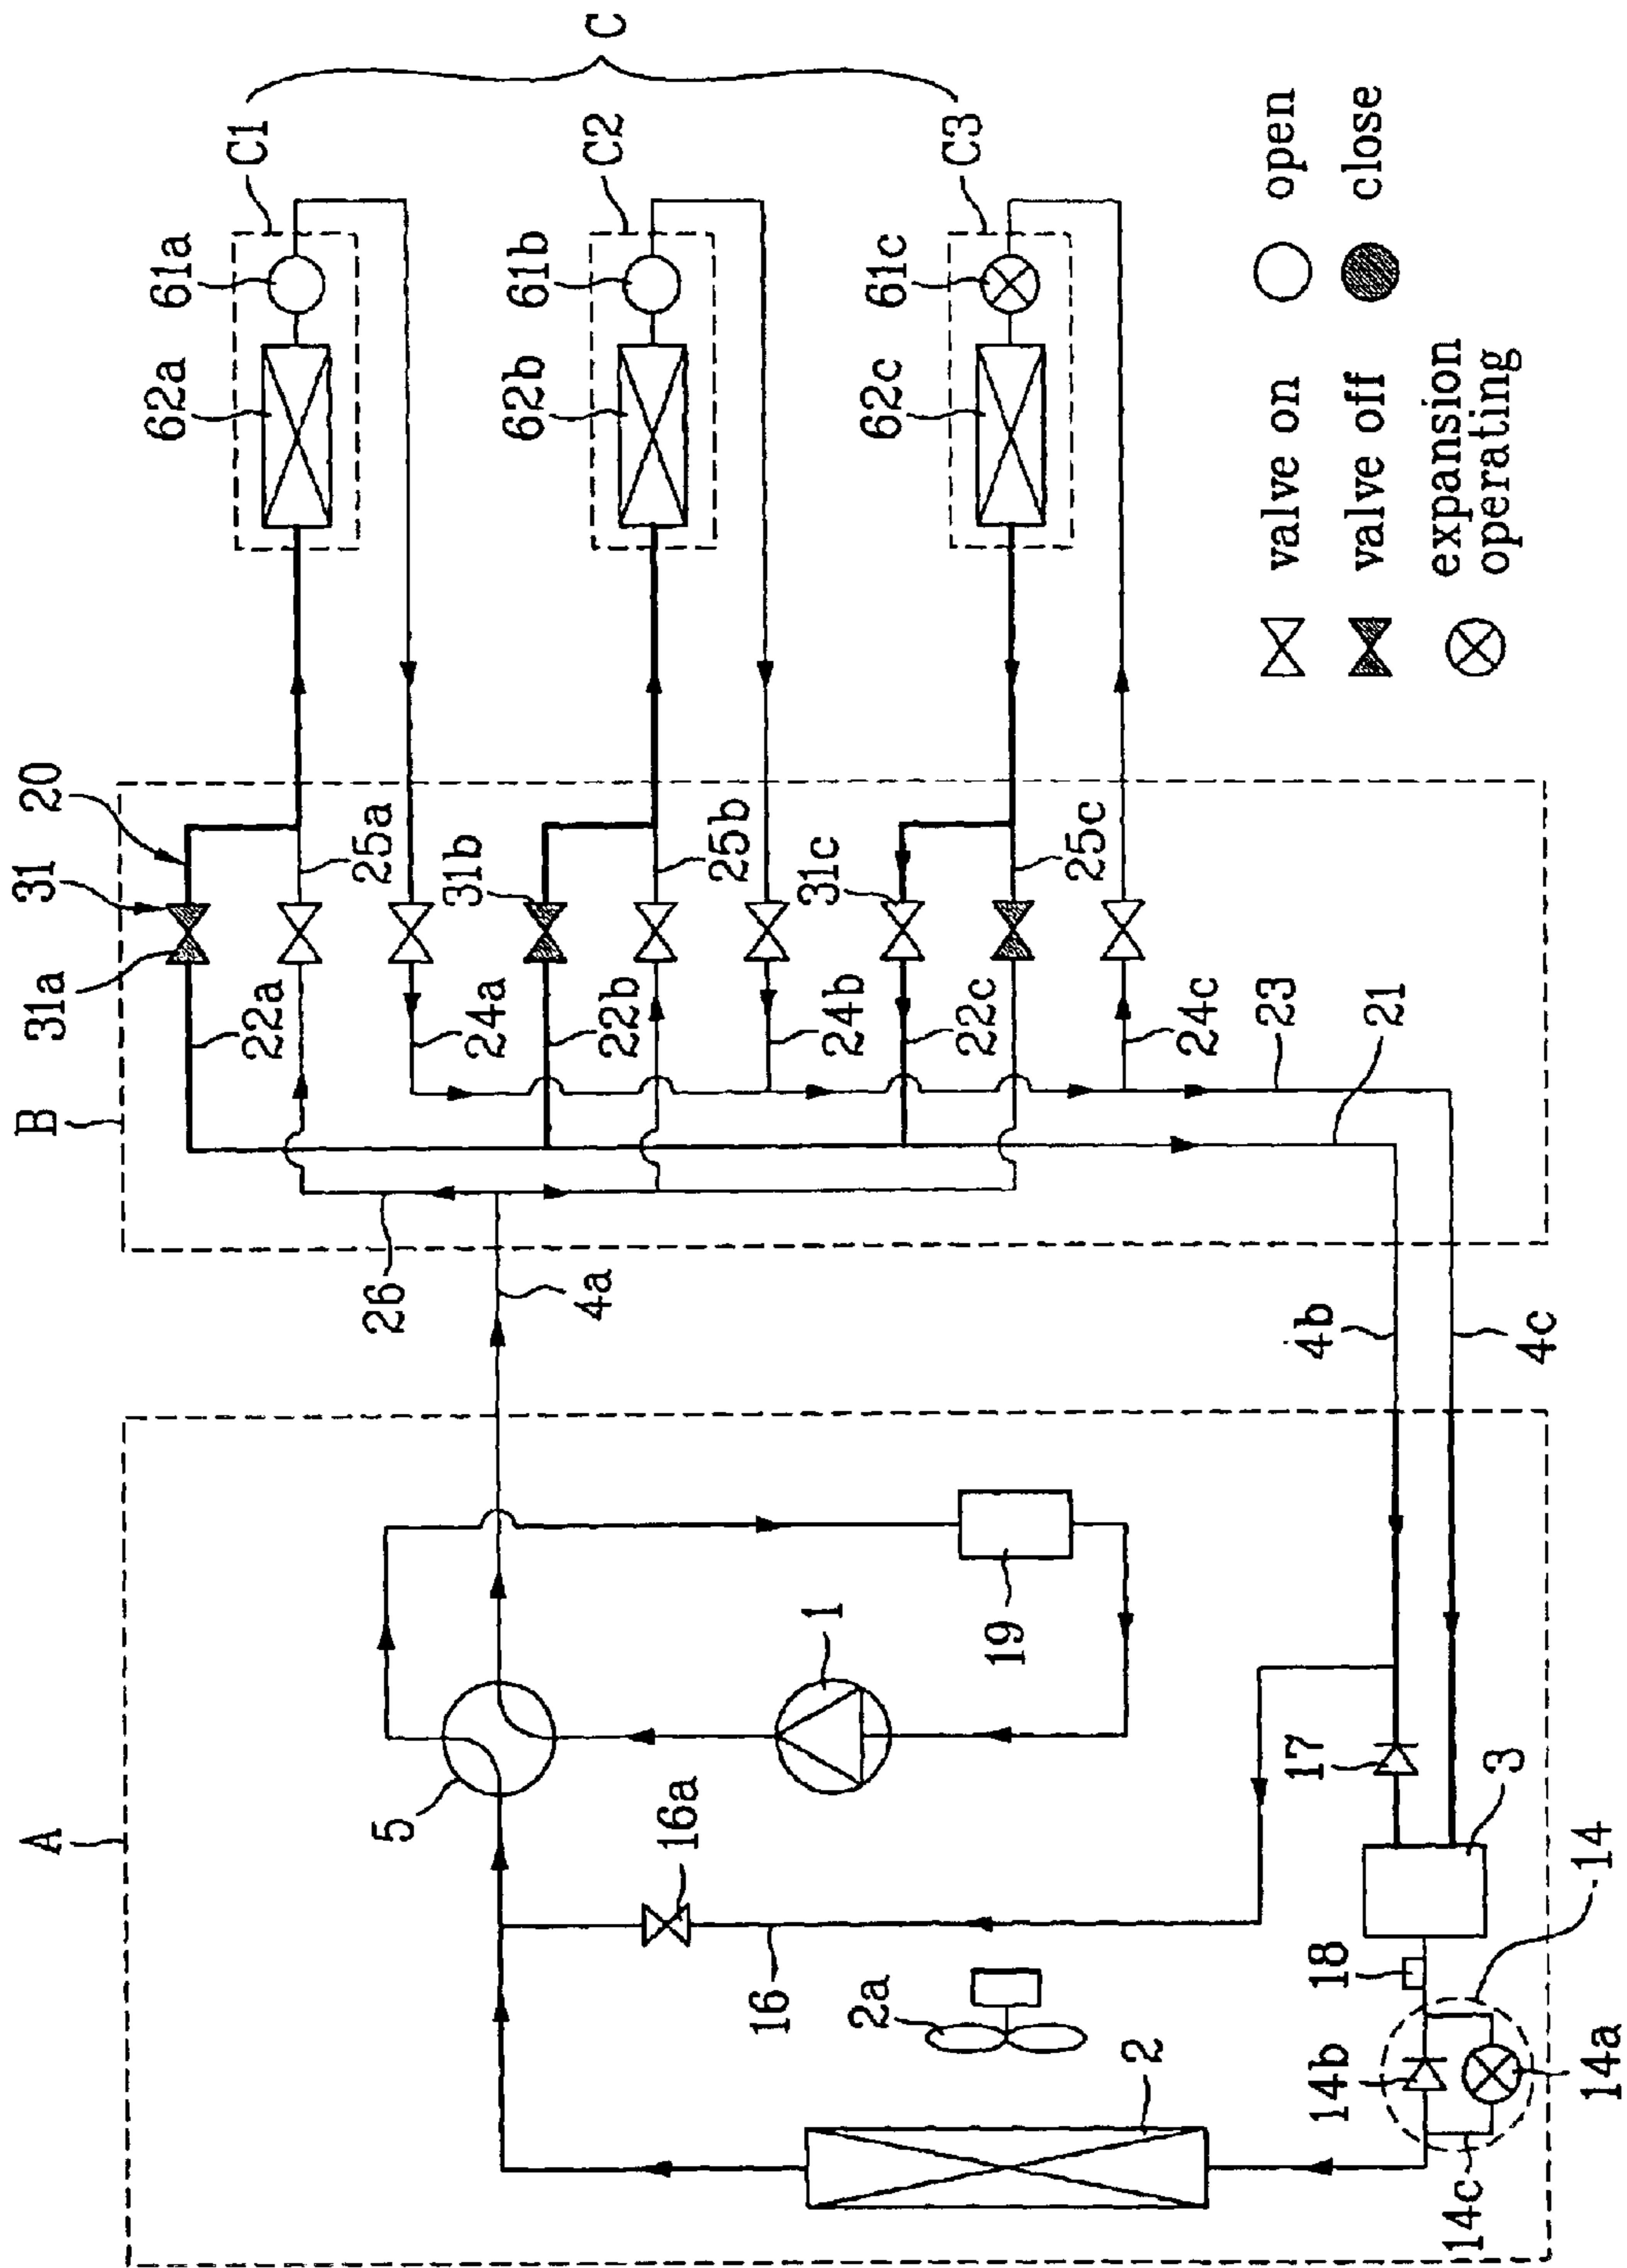 A
B
31a
31
20
62a
61a
C1
C
22a
25a
26
5
31b
24a
62b
61b
C2
4a
22b
16a
25b
16
1
31c
24b
2a
62c
61c
C3
22c
19
25c
2
24c
23
21
17
4b
14b
18
3
4c
14c
14
14a
valve on
open
valve off
close
expansion
operating